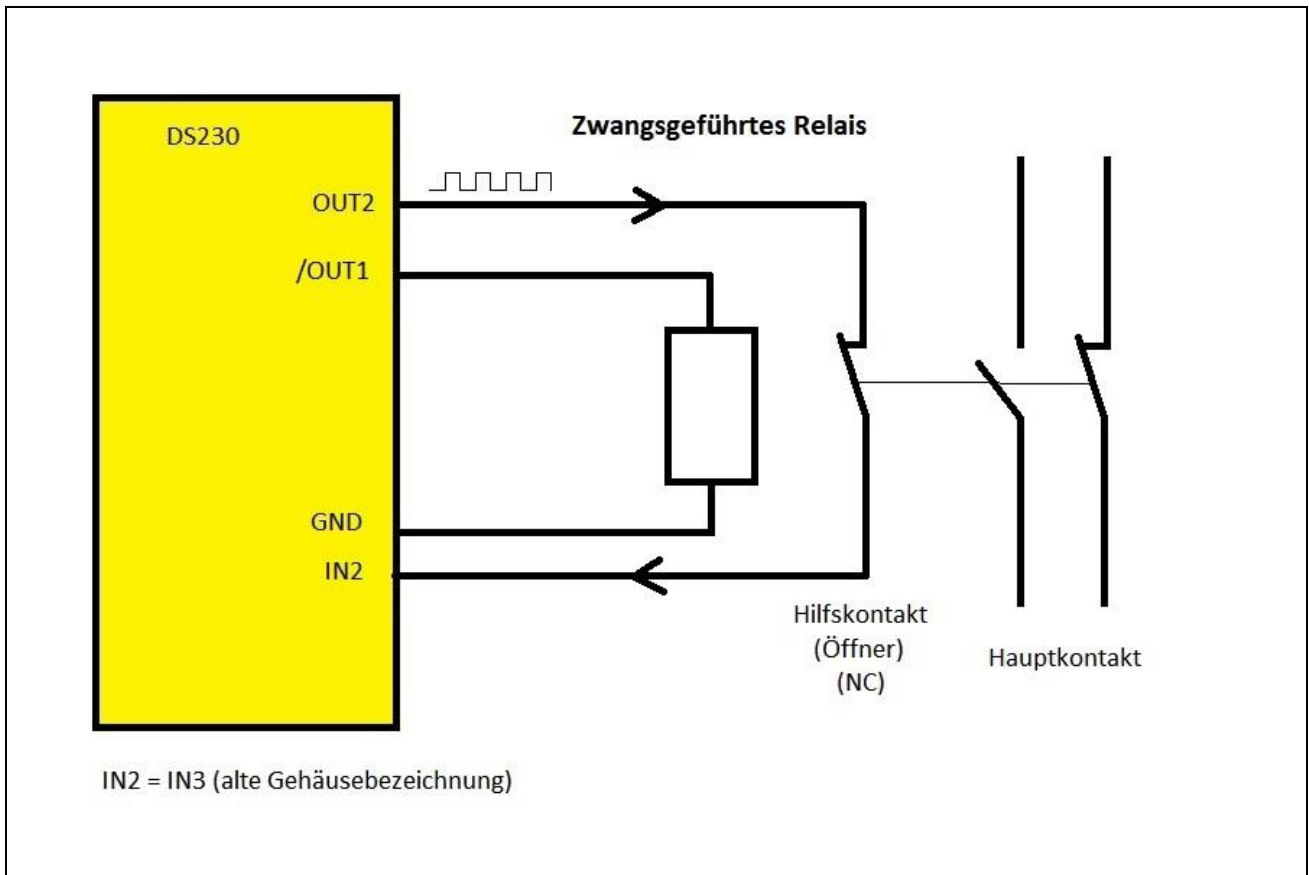 DS230
Zwangsgeführtes Relais
OUT2
/OUT1
GND
IN2
Hilfskontakt
(Öffner)
(NC)
Hauptkontakt
IN2 = IN3 (alte Gehäusebezeichnung)